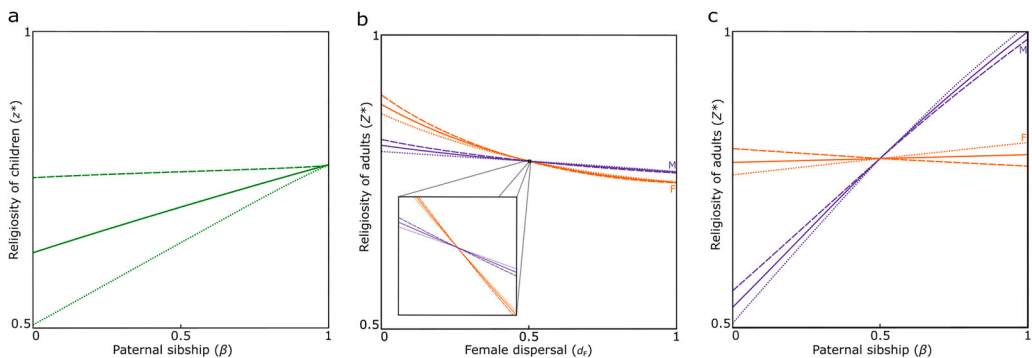 a
1
Religiosity of children (z*)
0.5
0
0.5
1
Paternal sibship (β)
b
1
Religiosity of adults (Z*)
M
F
0.5
0
0.5
1
Female dispersal (dF)
c
1
Religiosity of adults (Z*)
M
F
0.5
0
0.5
1
Paternal sibship (β)